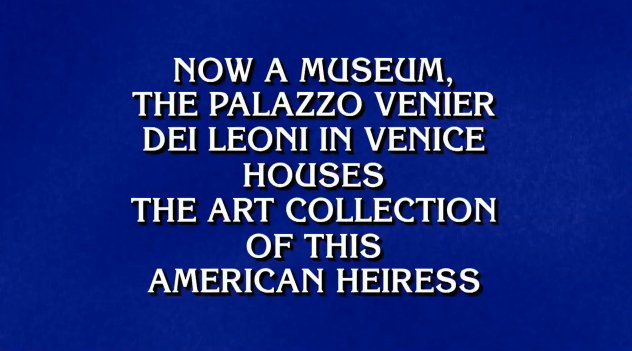 NOW A MUSEUM,
THE PALAZZO VENIER
DEI LEONI IN VENICE
HOUSES
THE ART COLLECTION
OF THIS
AMERICAN HEIRESS